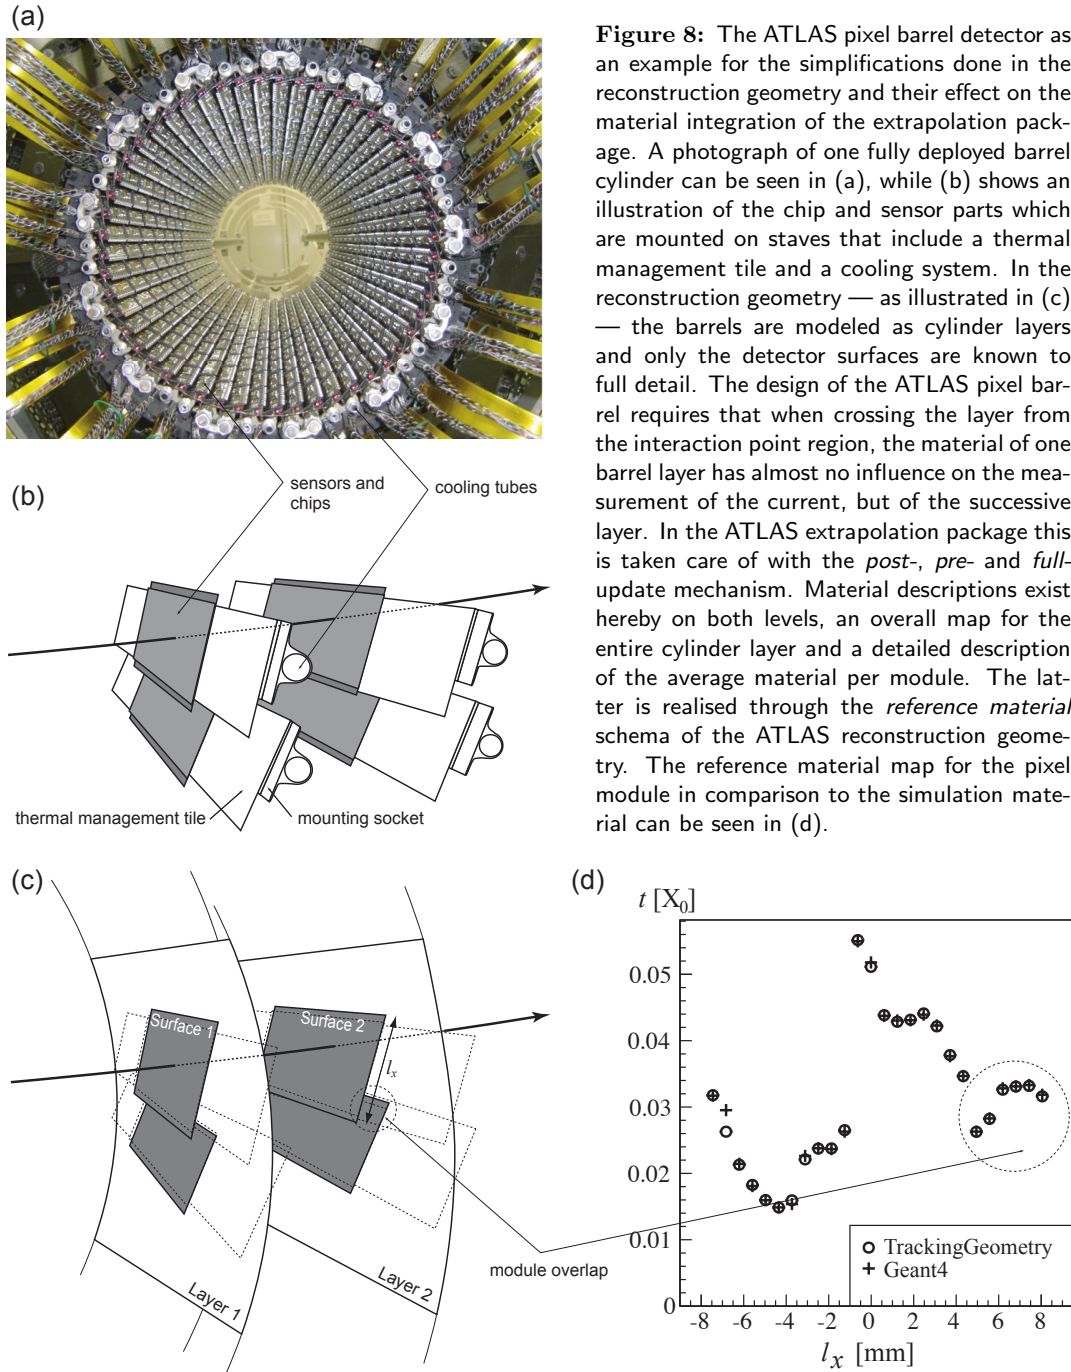 (a)
Figure 8: The ATLAS pixel barrel detector as
an example for the simplifications done in the
reconstruction geometry and their effect on the
material integration of the extrapolation pack-
age. A photograph of one fully deployed barrel
cylinder can be seen in (a), while (b) shows an
illustration of the chip and sensor parts which
are mounted on staves that include a thermal
management tile and a cooling system. In the
reconstruction geometry — as illustrated in (c)
— the barrels are modeled as cylinder layers
and only the detector surfaces are known to
full detail. The design of the ATLAS pixel bar-
rel requires that when crossing the layer from
the interaction point region, the material of one
barrel layer has almost no influence on the mea-
surement of the current, but of the successive
layer. In the ATLAS extrapolation package this
is taken care of with the post-, pre- and full-
update mechanism. Material descriptions exist
hereby on both levels, an overall map for the
entire cylinder layer and a detailed description
of the average material per module. The lat-
ter is realised through the reference material
schema of the ATLAS reconstruction geome-
try. The reference material map for the pixel
module in comparison to the simulation mate-
rial can be seen in (d).
(b)
sensors and
chips
cooling tubes
thermal management tile
mounting socket
(c)
Surface 1
Surface 2
l_x
Layer 1
Layer 2
module overlap
(d)
t [X_0]
0.05
0.04
0.03
0.02
0.01
0
TrackingGeometry
Geant4
-8 -6 -4 -2 0 2 4 6 8
l_x [mm]